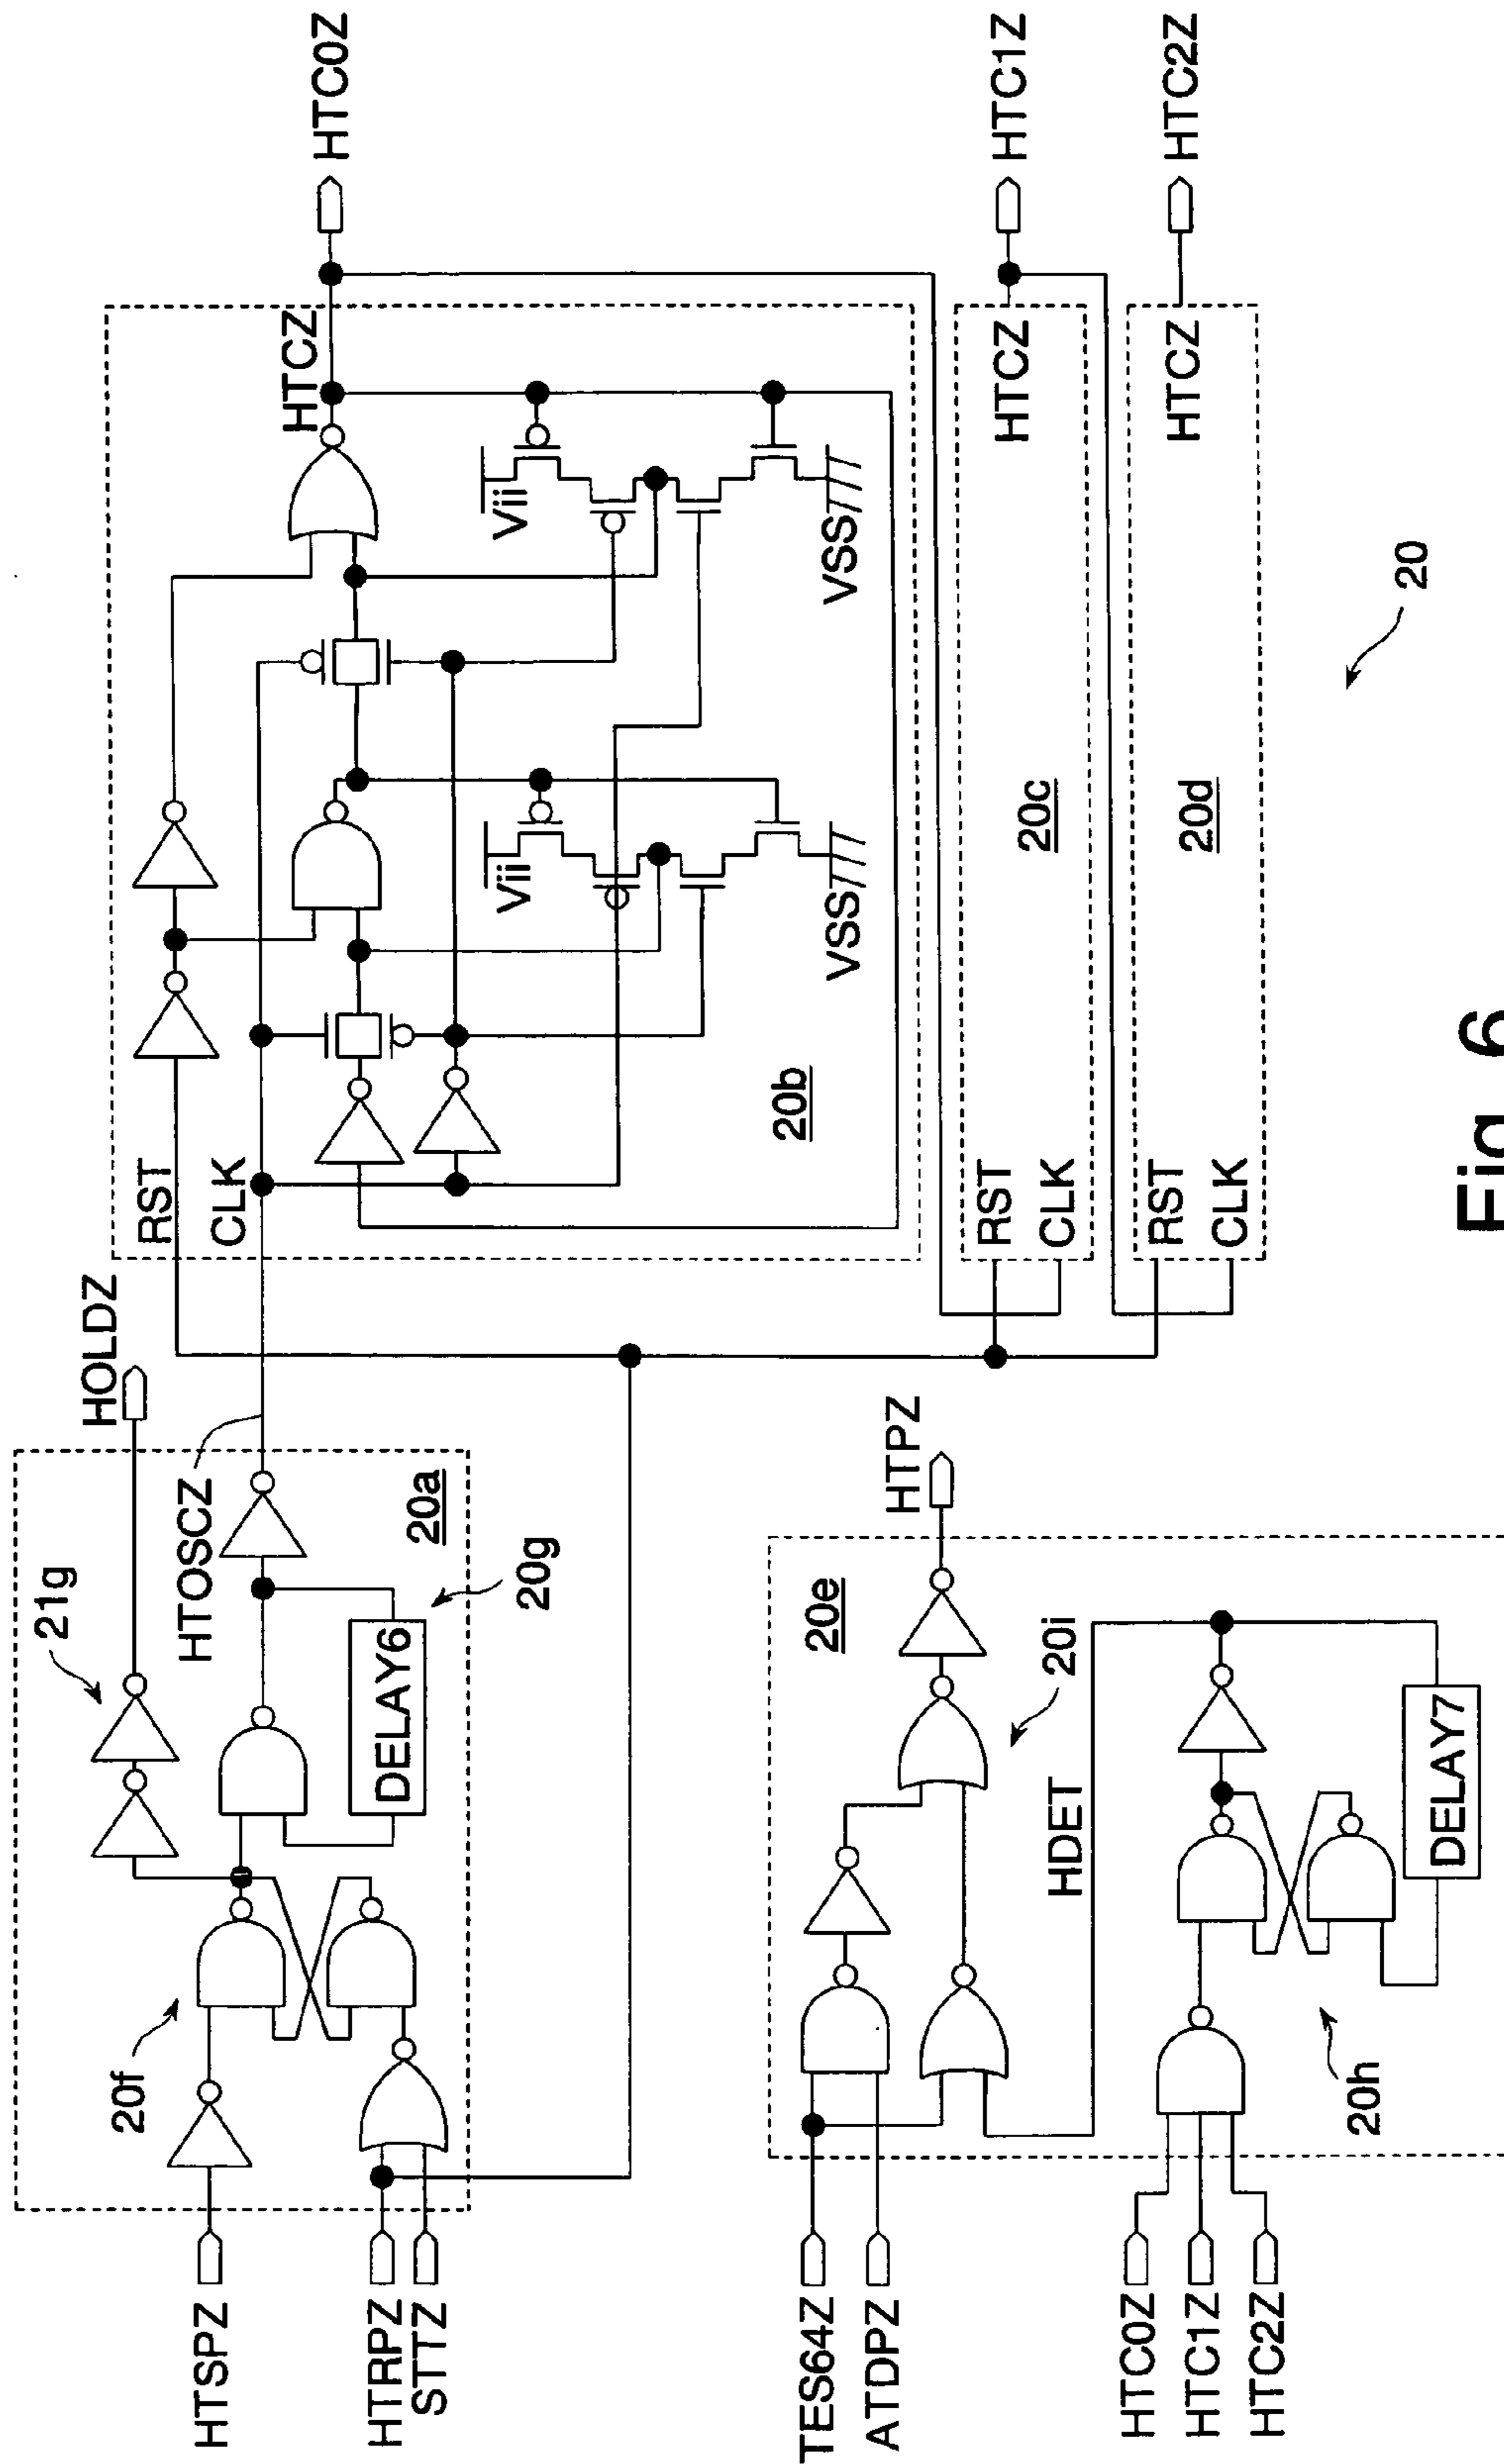 HTSPZ
HTRPZ
STTZ
20f
21g
HOLDZ
HTOSCZ
DELAY6
20a
20g
RST
CLK
Vii
VSS
Vii
VSS
20b
HTCZ
HTC0Z
RST
CLK
20c
HTCZ
HTC1Z
RST
CLK
20d
HTCZ
HTC2Z
TES64Z
ATDPZ
20e
HTPZ
20i
HDET
HTC0Z
HTC1Z
HTC2Z
20h
DELAY7
20
Fig. 6